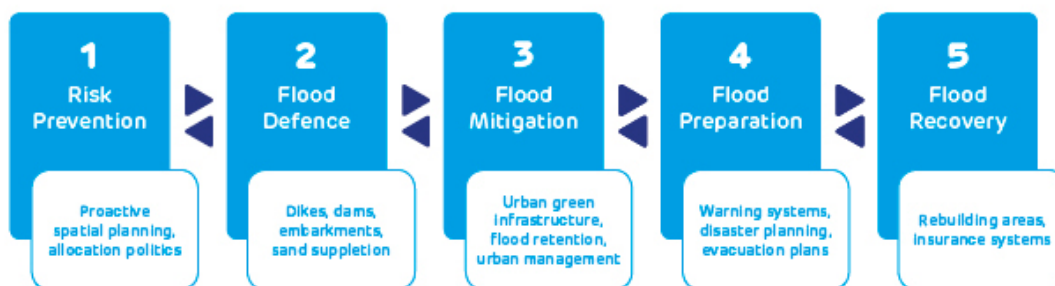 1
Risk
Prevention
Proactive
spatial planning,
allocation politics
2
Flood
Defence
Dikes, dams,
embarkments,
sand suppletion
3
Flood
Mitigation
Urban green
infrastructure,
flood retention,
urban management
4
Flood
Preparation
Warning systems,
disaster planning,
evacuation plans
5
Flood
Recovery
Rebuilding areas,
insurance systems